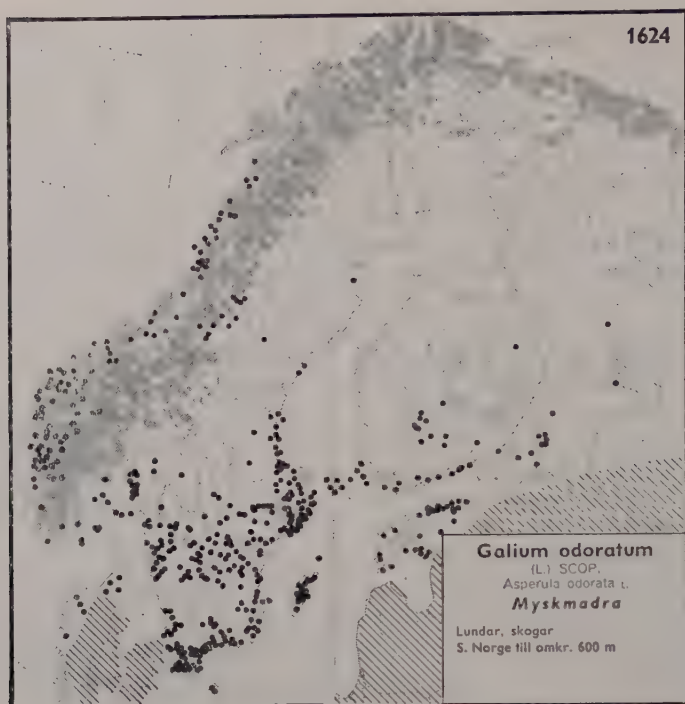 1624
Galium odoratum
(L.) SCOP.
Asperula odorata L.
Myskmadra
Lundar, skogar
S. Norge till omkr. 600 m